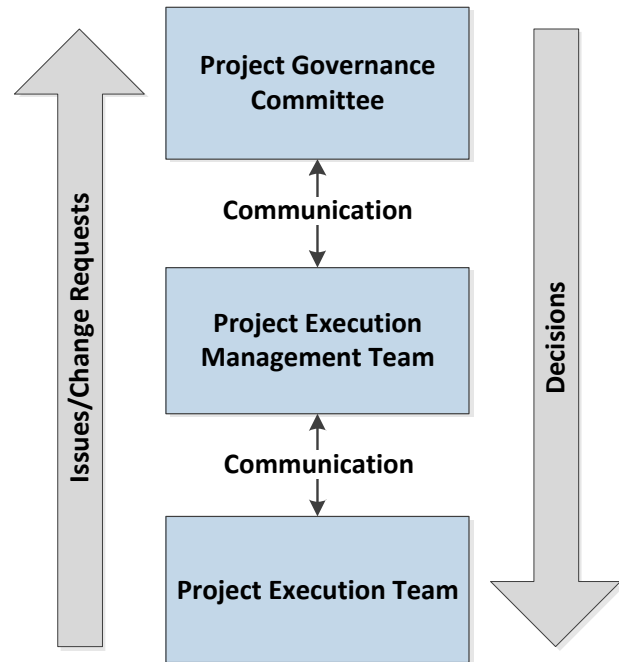 Project Governance
Committee
Communication
Issues/Change Requests
Project Execution
Management Team
Decisions
Communication
Project Execution Team